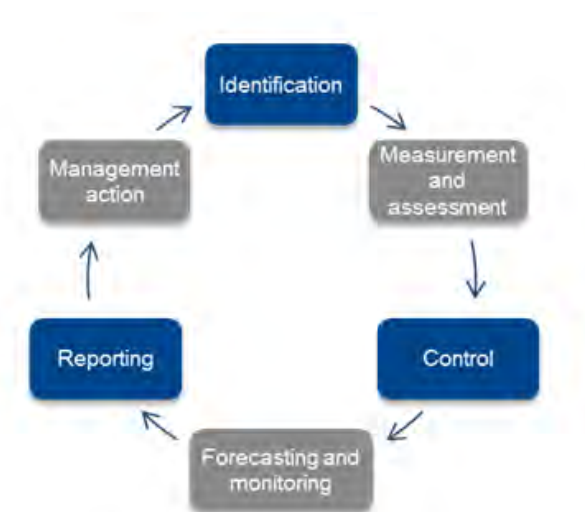 Identification
Measurement
and
assessment
Control
Forecasting and
monitoring
Reporting
Management
action